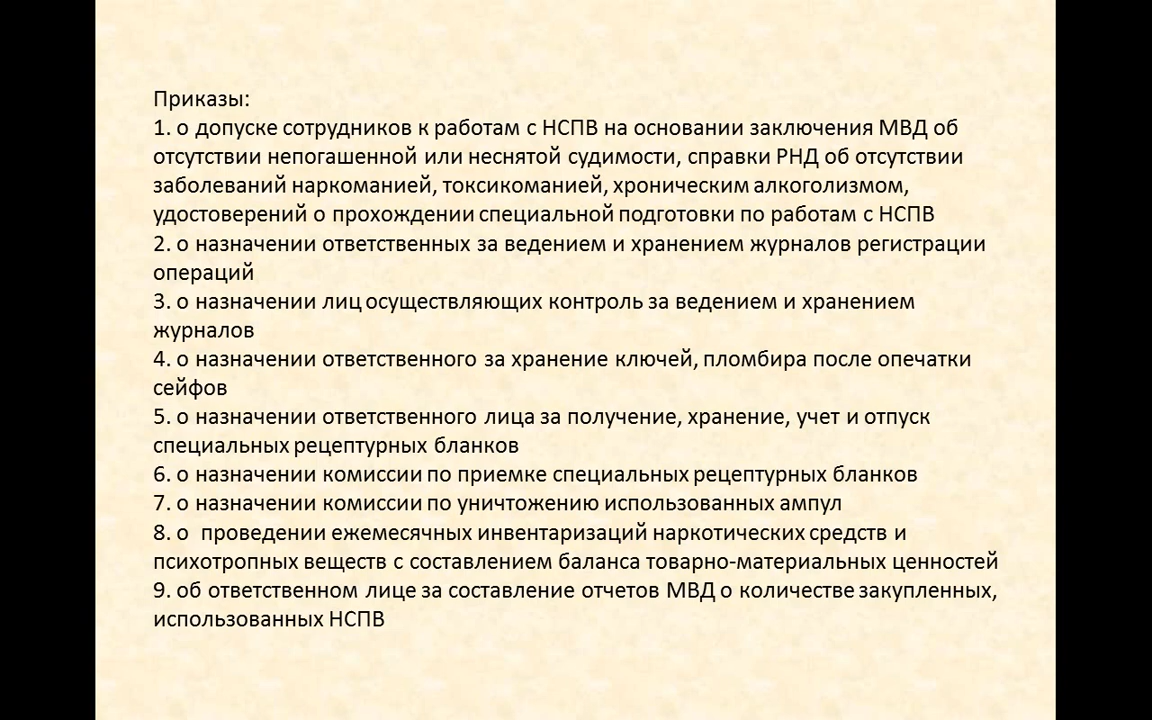 Приказы:
1. о допуске сотрудников к работам с НСПВ на основании заключения МВД об
отсутствии непогашенной или неснятой судимости, справки РНД об отсутствии
заболеваний наркоманией, токсикоманией, хроническим алкоголизмом,
удостоверений о прохождении специальной подготовки по работам с НСПВ
2. о назначении ответственных за ведением и хранением журналов регистрации
операций
3. о назначении лиц осуществляющих контроль за ведением и хранением
журналов
4. о назначении ответственного за хранение ключей, пломбира после опечатки
сейфов
5. о назначении ответственного лица за получение, хранение, учет и отпуск
специальных рецептурных бланков
6. о назначении комиссии по приемке специальных рецептурных бланков
7. о назначении комиссии по уничтожению использованных ампул
8. о  проведении ежемесячных инвентаризаций наркотических средств и
психотропных веществ с составлением баланса товарно-материальных ценностей
9. об ответственном лице за составление отчетов МВД о количестве закупленных,
использованных НСПВ